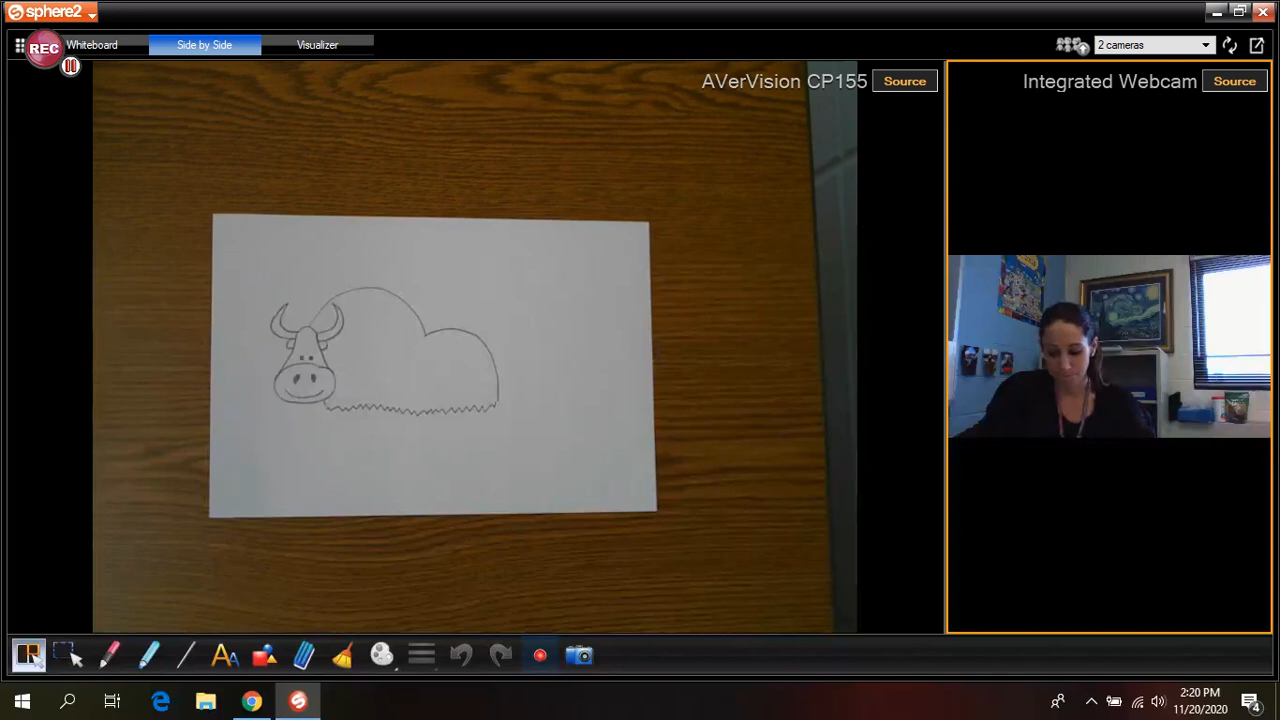 sphere2
REC
Whiteboard
Side by Side
Visualizer
2 cameras
AVerVision CP155
Source
Integrated Webcam
Source
2:20 PM
11/20/2020
4